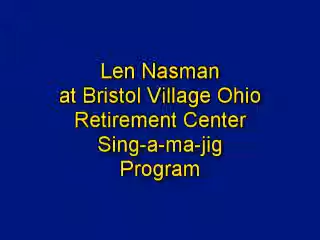 Len Nasman
at Bristol Village Ohio
Retirement Center
Sing-a-ma-jig
Program